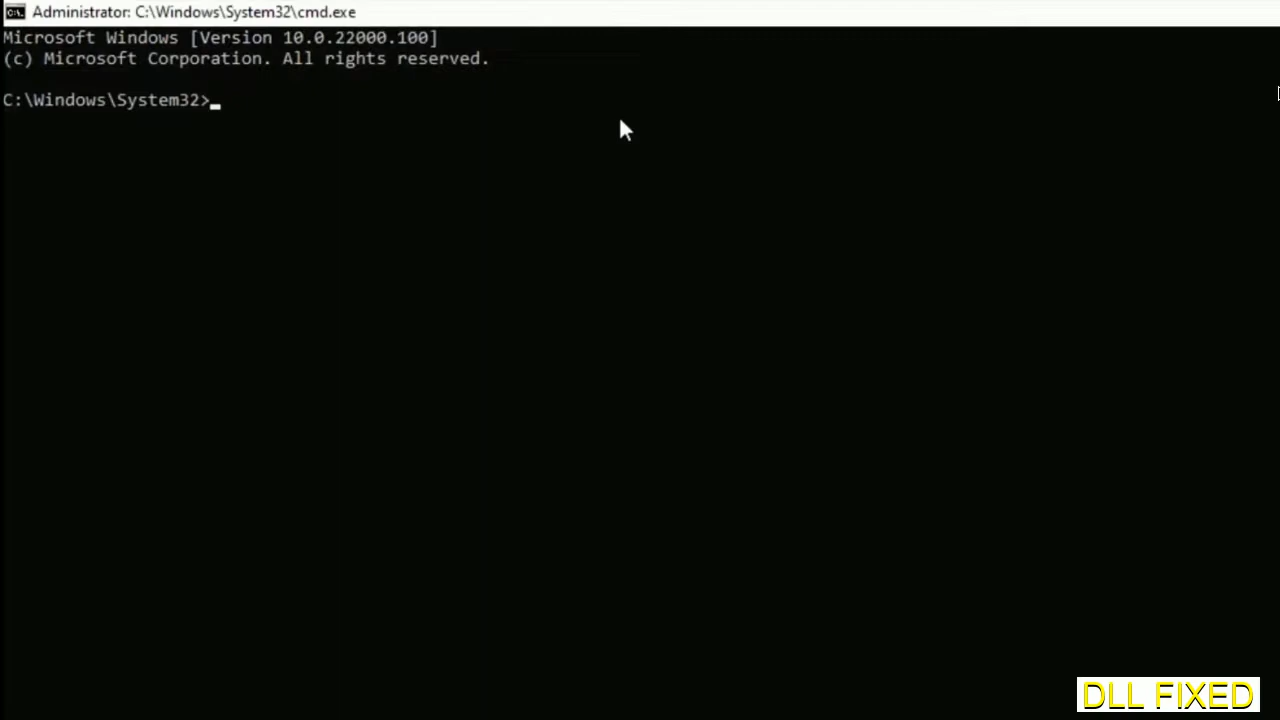 Administrator: C:\Windows\System32\cmd.exe
Microsoft Windows [Version 10.0.22000.100]
(c) Microsoft Corporation. All rights reserved.
C:\Windows\System32>
DLL FIXED